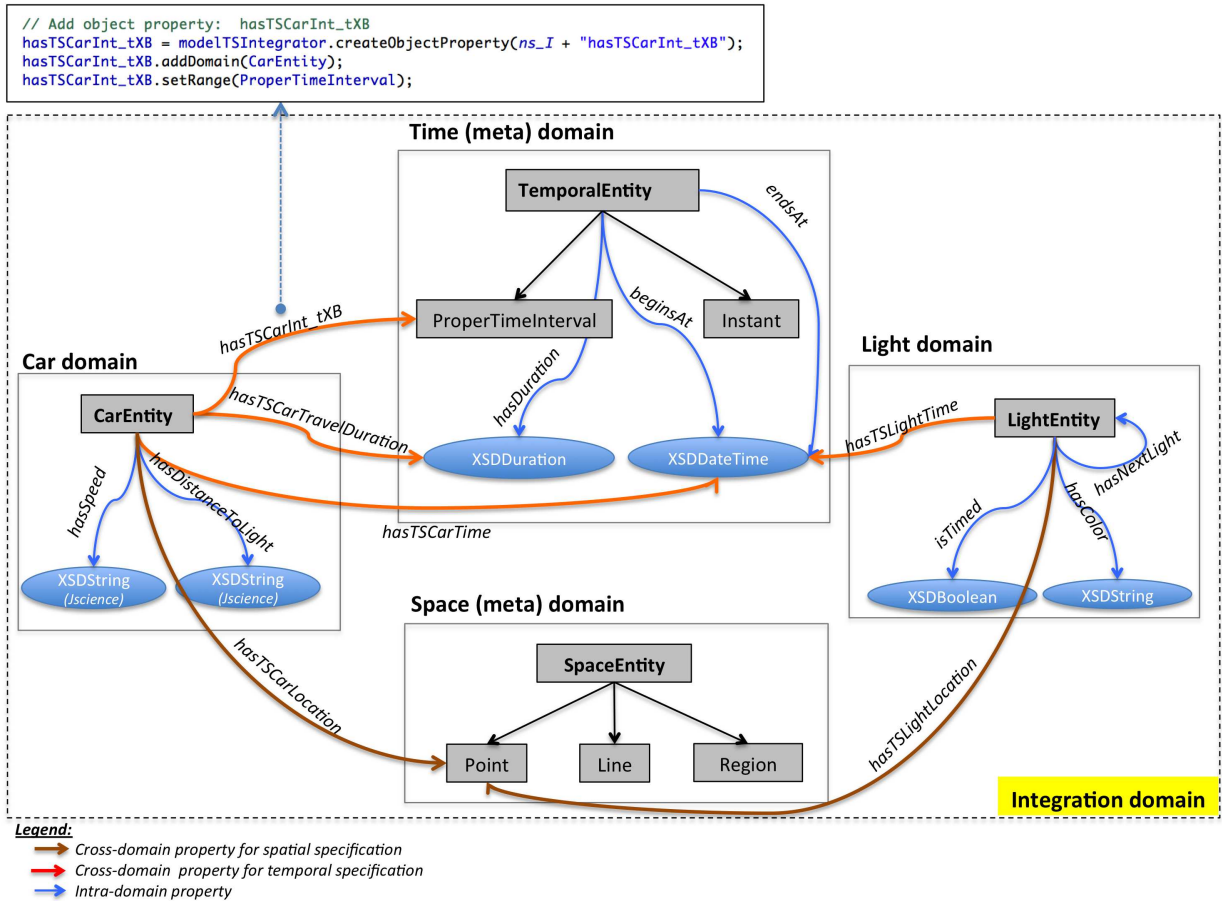 // Add object property:  hasTSCarInt_tXB
hasTSCarInt_tXB = modelTSIntegrator.createObjectProperty(ns_I + "hasTSCarInt_tXB");
hasTSCarInt_tXB.addDomain(CarEntity);
hasTSCarInt_tXB.setRange(ProperTimeInterval);
Time (meta) domain
TemporalEntity
endsAt
beginsAt
ProperTimeInterval
Instant
hasTSCarInt_tXB
hasDuration
XSDDuration
XSDDateTime
Car domain
CarEntity
hasTSCarTravelDuration
hasSpeed
hasDistanceToLight
hasTSCarTime
XSDString
(Jscience)
XSDString
(Jscience)
Light domain
hasTSLightTime
LightEntity
hasNextLight
isTimed
hasColor
XSDBoolean
XSDString
Space (meta) domain
SpaceEntity
hasTSCarLocation
hasTSLightLocation
Point
Line
Region
Integration domain
Legend:
Cross-domain property for spatial specification
Cross-domain  property for temporal specification
Intra-domain property